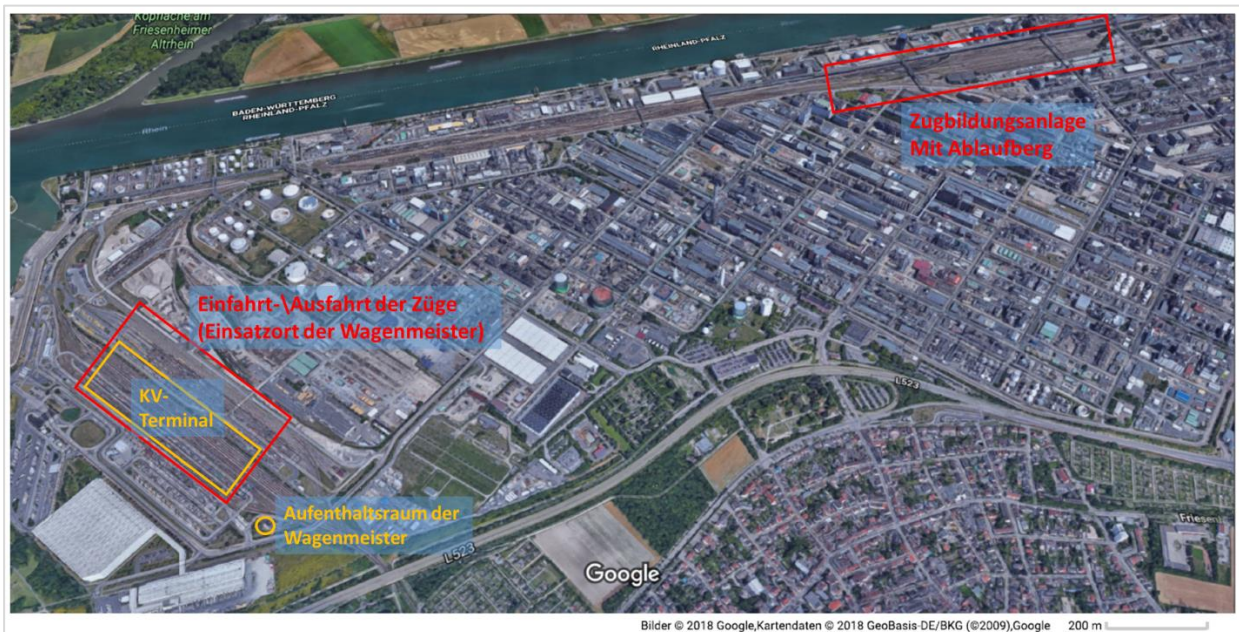 Kopffläche am
Friesenheimer
Altrhein
RHEINLAND-PFALZ
BADEN-WÜRTTEMBERG
RHEINLAND-PFALZ
Rhein
Zugbildungsanlage
Mit Ablaufberg
Einfahrt-\Ausfahrt der Züge
(Einsatzort der Wagenmeister)
KV-
Terminal
L523
Aufenthaltsraum der
Wagenmeister
L523
Friesenh
Google
Bilder © 2018 Google,Kartendaten © 2018 GeoBasis-DE/BKG (©2009),Google 200 m